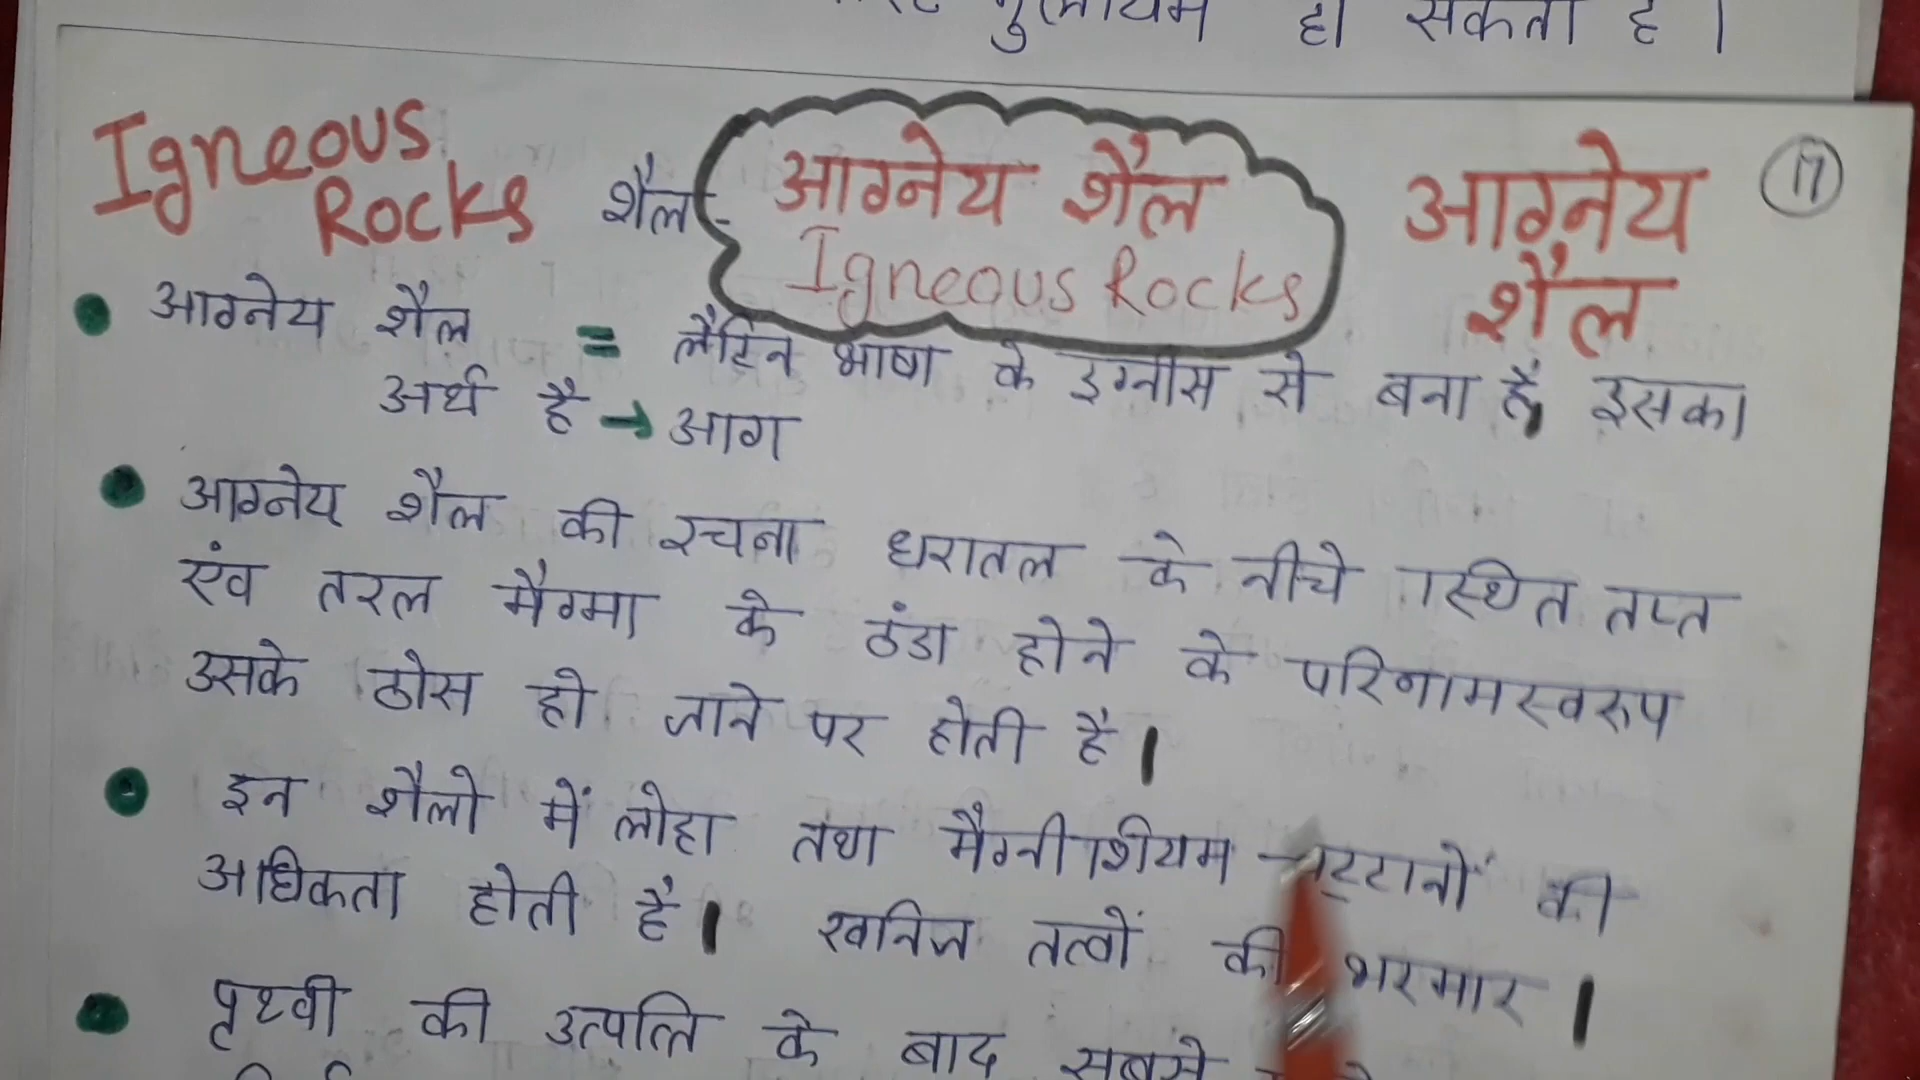 हो सकता है।
Igneous Rocks
शैल-
आग्नेय शैल
Igneous Rocks
आग्नेय शैल
17
आग्नेय शैल = लैटिन भाषा के इग्नीस से बना है, इसका
अर्थ है → आग
आग्नेय शैल की रचना धरातल के नीचे स्थित तप्त
एंव तरल मैग्मा के ठंडा होने के परिणामस्वरूप
उसके ठोस हो जाने पर होती है।
इन शैलो में लोहा तथा मैग्नीशियम चट्टानों की
अधिकता होती है। खनिज तत्वों की भरमार।
पृथ्वी की उत्पत्ति के बाद सबसे